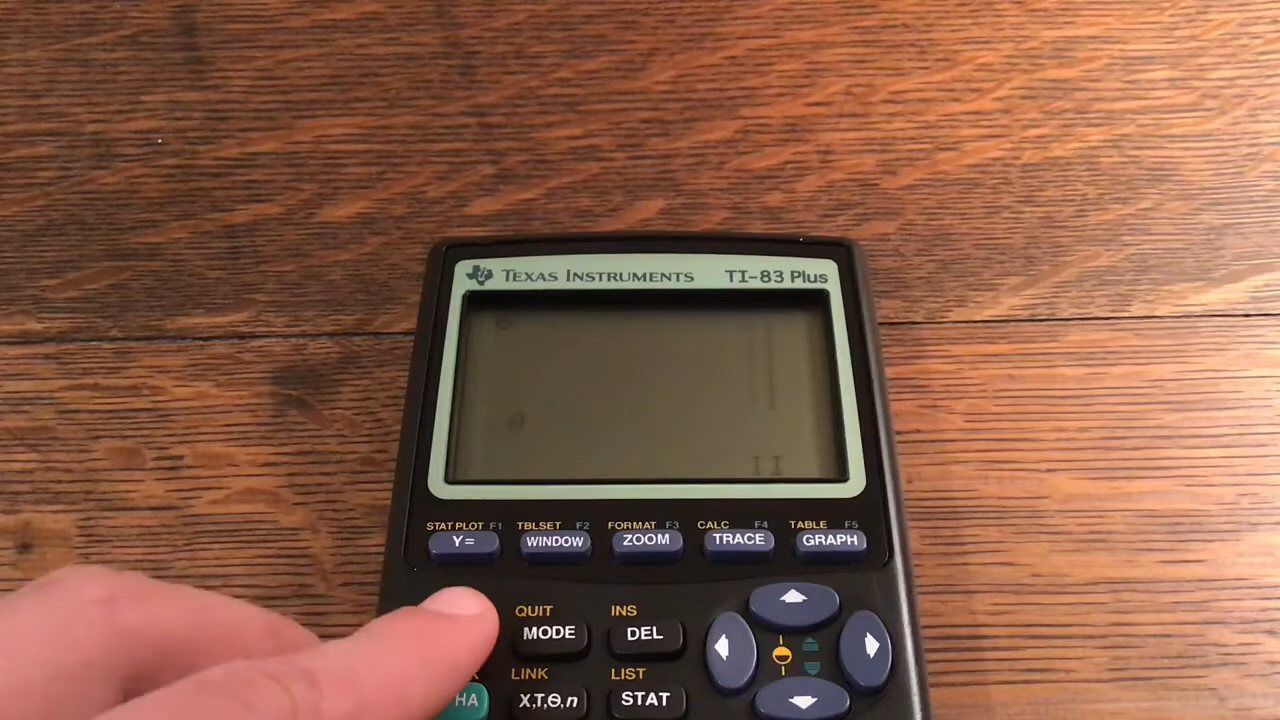 TEXAS INSTRUMENTS TI-83 Plus
STAT PLOT F1 TBLSET F2 FORMAT F3 CALC F4 TABLE F5
Y= WINDOW ZOOM TRACE GRAPH
QUIT INS
MODE DEL
LINK LIST
HA X,T,Θ,n STAT